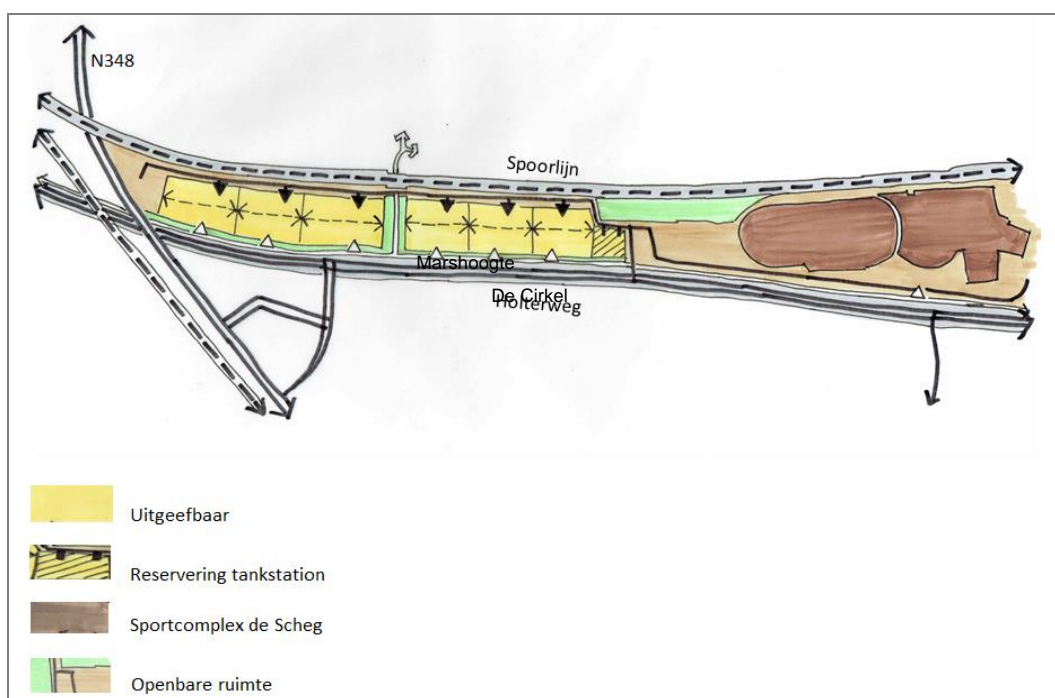 N348
Spoorlijn
Marshoogte
De Cirkel
Holterweg
Uitgeefbaar
Reservering tankstation
Sportcomplex de Scheg
Openbare ruimte